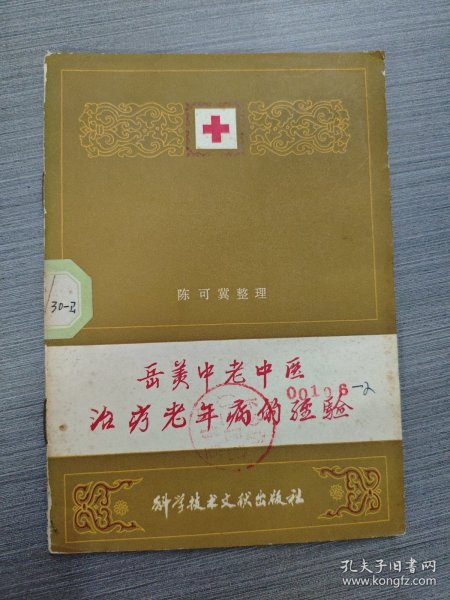 陈可冀整理
30-2
岳美中老中医
00196-2
治疗老年病的经验
科学技术文献出版社
孔夫子旧书网
www.kongfz.com